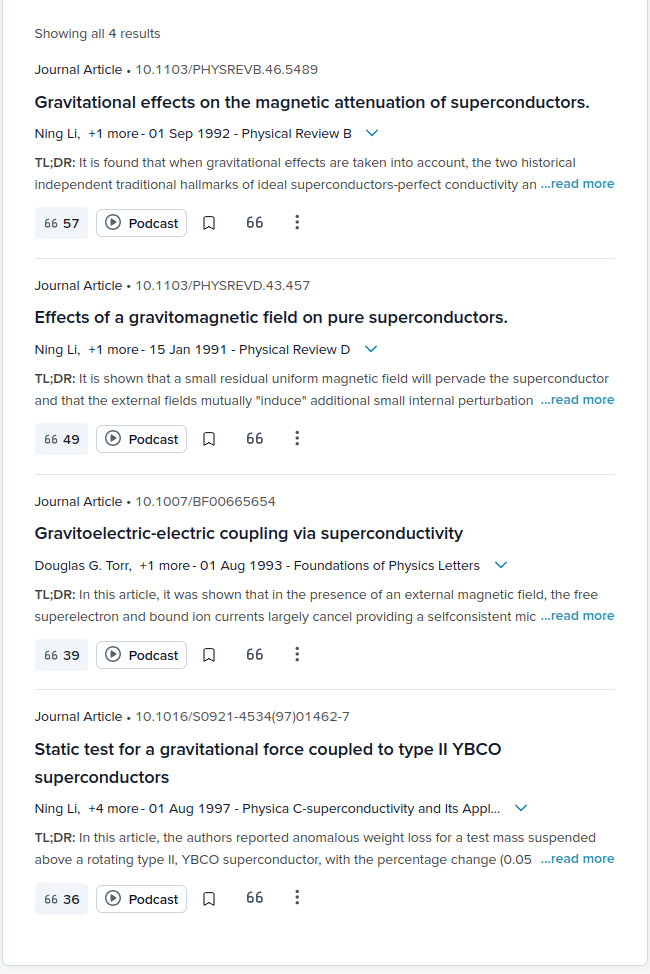 Showing all 4 results
Journal Article • 10.1103/PHYSREVB.46.5489
Gravitational effects on the magnetic attenuation of superconductors.
Ning Li, +1 more - 01 Sep 1992 - Physical Review B
TL;DR: It is found that when gravitational effects are taken into account, the two historical
independent traditional hallmarks of ideal superconductors-perfect conductivity an ...read more
66 57 Podcast 66
Journal Article • 10.1103/PHYSREVD.43.457
Effects of a gravitomagnetic field on pure superconductors.
Ning Li, +1 more - 15 Jan 1991 - Physical Review D
TL;DR: It is shown that a small residual uniform magnetic field will pervade the superconductor
and that the external fields mutually "induce" additional small internal perturbation ...read more
66 49 Podcast 66
Journal Article • 10.1007/BF00665654
Gravitoelectric-electric coupling via superconductivity
Douglas G. Torr, +1 more - 01 Aug 1993 - Foundations of Physics Letters
TL;DR: In this article, it was shown that in the presence of an external magnetic field, the free
superelectron and bound ion currents largely cancel providing a selfconsistent mic ...read more
66 39 Podcast 66
Journal Article • 10.1016/S0921-4534(97)01462-7
Static test for a gravitational force coupled to type II YBCO
superconductors
Ning Li, +4 more - 01 Aug 1997 - Physica C-superconductivity and Its Appl...
TL;DR: In this article, the authors reported anomalous weight loss for a test mass suspended
above a rotating type II, YBCO superconductor, with the percentage change (0.05 ...read more
66 36 Podcast 66